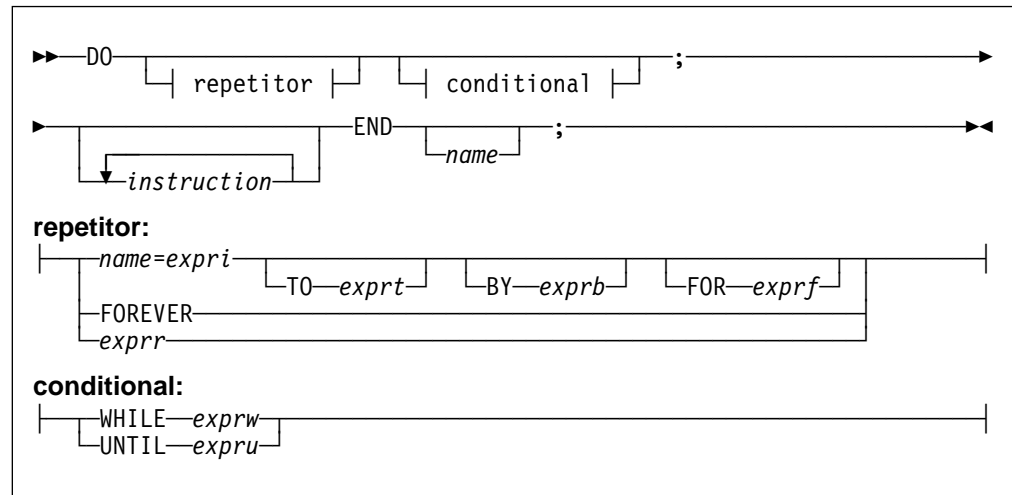 DO repetitor conditional ;
END name ;
instruction
repetitor:
name=expri TO exprt BY exprb FOR exprf
FOREVER
exprr
conditional:
WHILE exprw
UNTIL expru